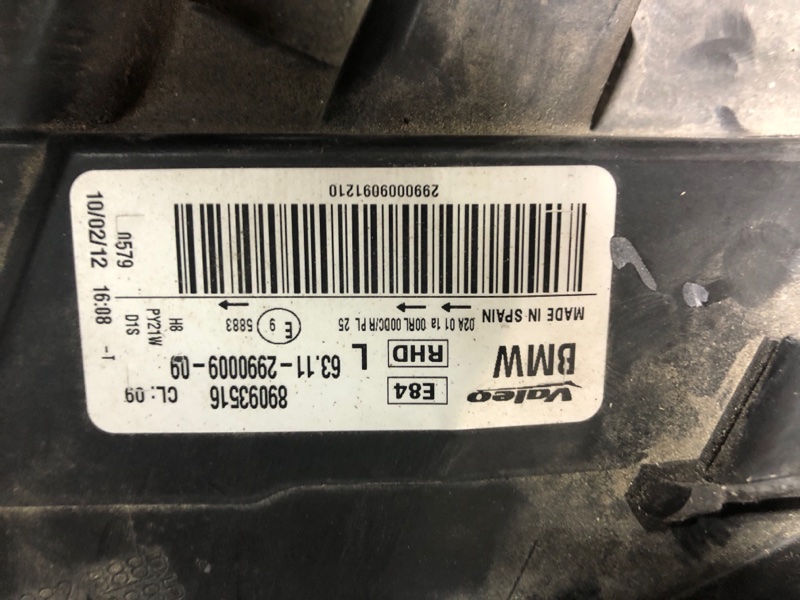 Valeo E84 89093516 CL: 09
BMW RHD L 63.11-2990009-09
MADE IN SPAIN 02A 01 1a 00RL 00DC/R PL 25 E 9 5883
H8
PY21W
D1S
2990009091210
n579
10/02/12 16:08 -T